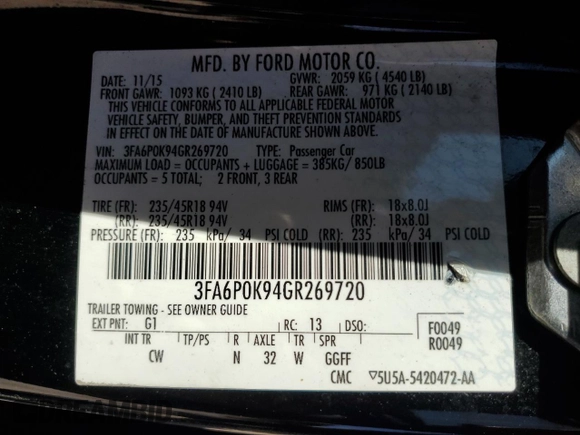 MFD. BY FORD MOTOR CO.
11/15 GVWR: 2059 KG ( 4540 LB)
FRONT GAWR: 1093 KG ( 2410 LB) REAR GAWR: 971 KG ( 2140 LB)
THIS VEHICLE CONFORMS TO ALL APPLICABLE FEDERAL MOTOR
VEHICLE SAFETY, BUMPER, AND THEFT PREVENTION STANDARDS
IN EFFECT ON THE DATE OF MANUFACTURE SHOWN ABOVE.
VIN: 3FA6P0K94GR269720 TYPE: Passenger Car
MAXIMUM LOAD = OCCUPANTS + LUGGAGE = 385KG/ 850LB
OCCUPANTS = 5 TOTAL; 2 FRONT, 3 REAR
TIRE (FR): 235/45R18 94V RIMS (FR): 18x8.0J
(RR): 235/45R18 94V (RR): 18x8.0J
PRESSURE (FR): 235 kPa/ 34 PSI COLD (RR): 235 kPa/ 34 PSI COLD
3FA6P0K94GR269720
TRAILER TOWING - SEE OWNER GUIDE
EXT PNT: G1 RC: 13 DSO: F0049
INT TR TP/PS R AXLE TR SPR R0049
CW N 32 W GGFF
CMC ▽5U5A-5420472-AA